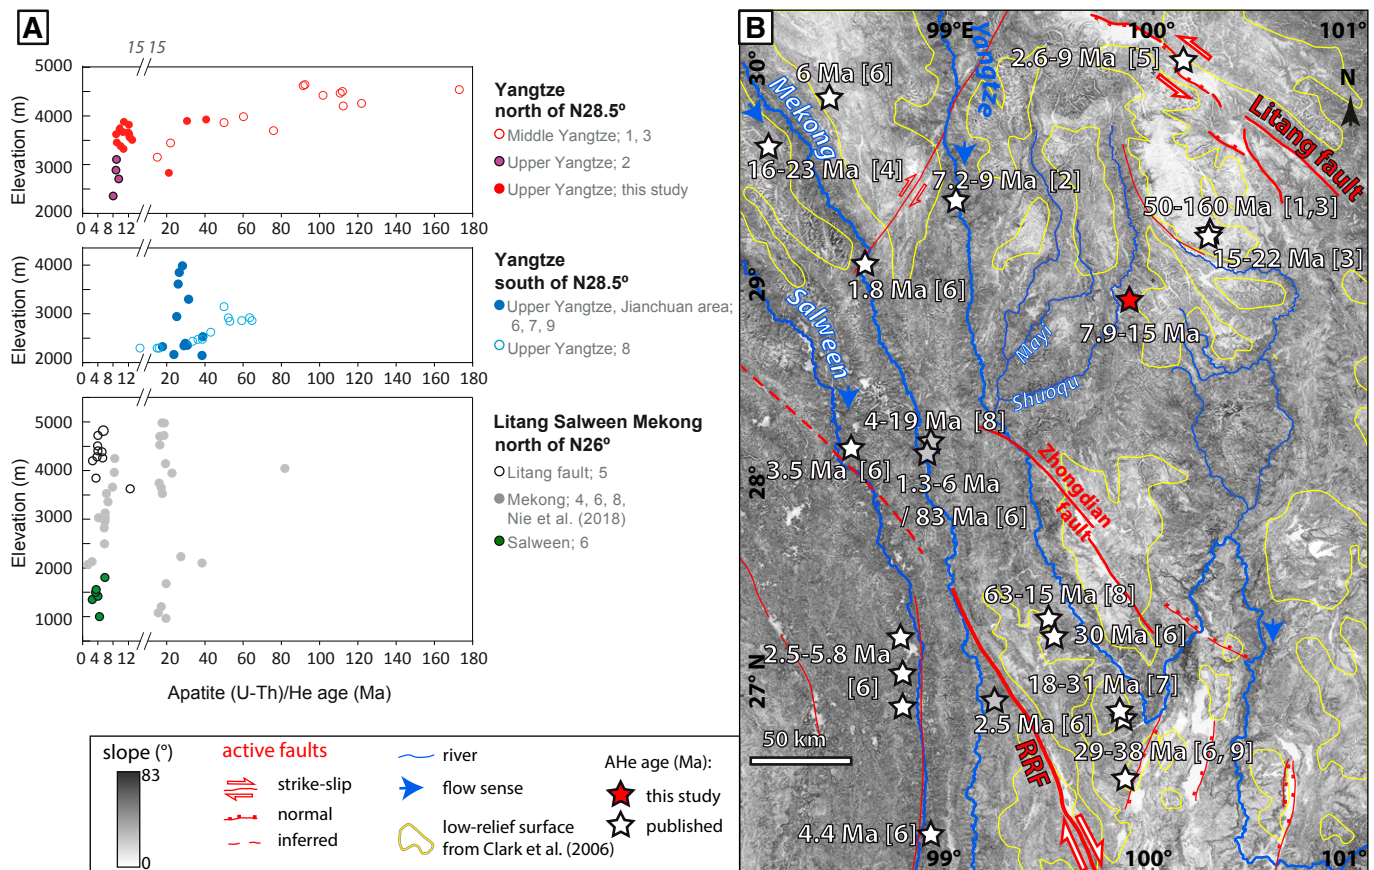 A
15 15
5000
4000
3000
2000
Elevation (m)
0 4 8 12
20 40 60 80 100 120 140 160 180
Yangtze
north of N28.5º
Middle Yangtze; 1, 3
Upper Yangtze; 2
Upper Yangtze; this study
4000
3000
2000
Elevation (m)
0 4 8 12
20 40 60 80 100 120 140 160 180
Yangtze
south of N28.5º
Upper Yangtze, Jianchuan area;
6, 7, 9
Upper Yangtze; 8
5000
4000
3000
2000
1000
Elevation (m)
0 4 8 12
20 40 60 80 100 120 140 160 180
Apatite (U-Th)/He age (Ma)
Litang Salween Mekong
north of N26º
Litang fault; 5
Mekong; 4, 6, 8,
Nie et al. (2018)
Salween; 6
slope (°)
83
0
active faults
strike-slip
normal
inferred
river
flow sense
low-relief surface
from Clark et al. (2006)
AHe age (Ma):
this study
published
B
99°E
100°
101°
30°
29°
28°
27° N
N
Yangtze
2.6-9 Ma [5]
6 Ma [6]
Mekong
Litang fault
16-23 Ma [4]
7.2-9 Ma [2]
50-160 Ma [1,3]
15-22 Ma [3]
1.8 Ma [6]
Salween
7.9-15 Ma
Mayi
Shuoqu
4-19 Ma [8]
3.5 Ma [6]
1.3-6 Ma
/ 83 Ma [6]
Zhongdian
fault
63-15 Ma [8]
30 Ma [6]
2.5-5.8 Ma
[6]
18-31 Ma [7]
2.5 Ma [6]
50 km
RRF
29-38 Ma [6, 9]
4.4 Ma [6]
99°
100°
101°